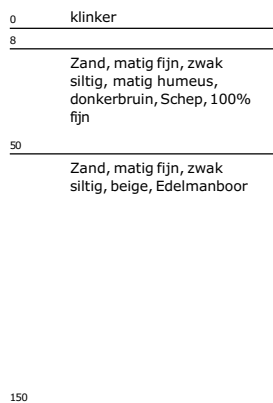 0 klinker
8
Zand, matig fijn, zwak
siltig, matig humeus,
donkerbruin, Schep, 100%
fijn
50
Zand, matig fijn, zwak
siltig, beige, Edelmanboor
150